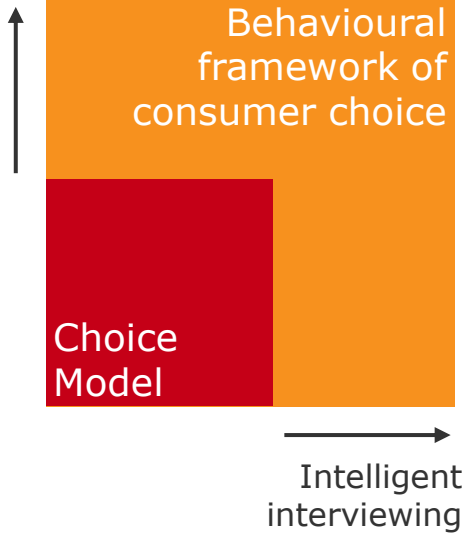 Behavioural
framework of
consumer choice
Choice
Model
Intelligent
interviewing